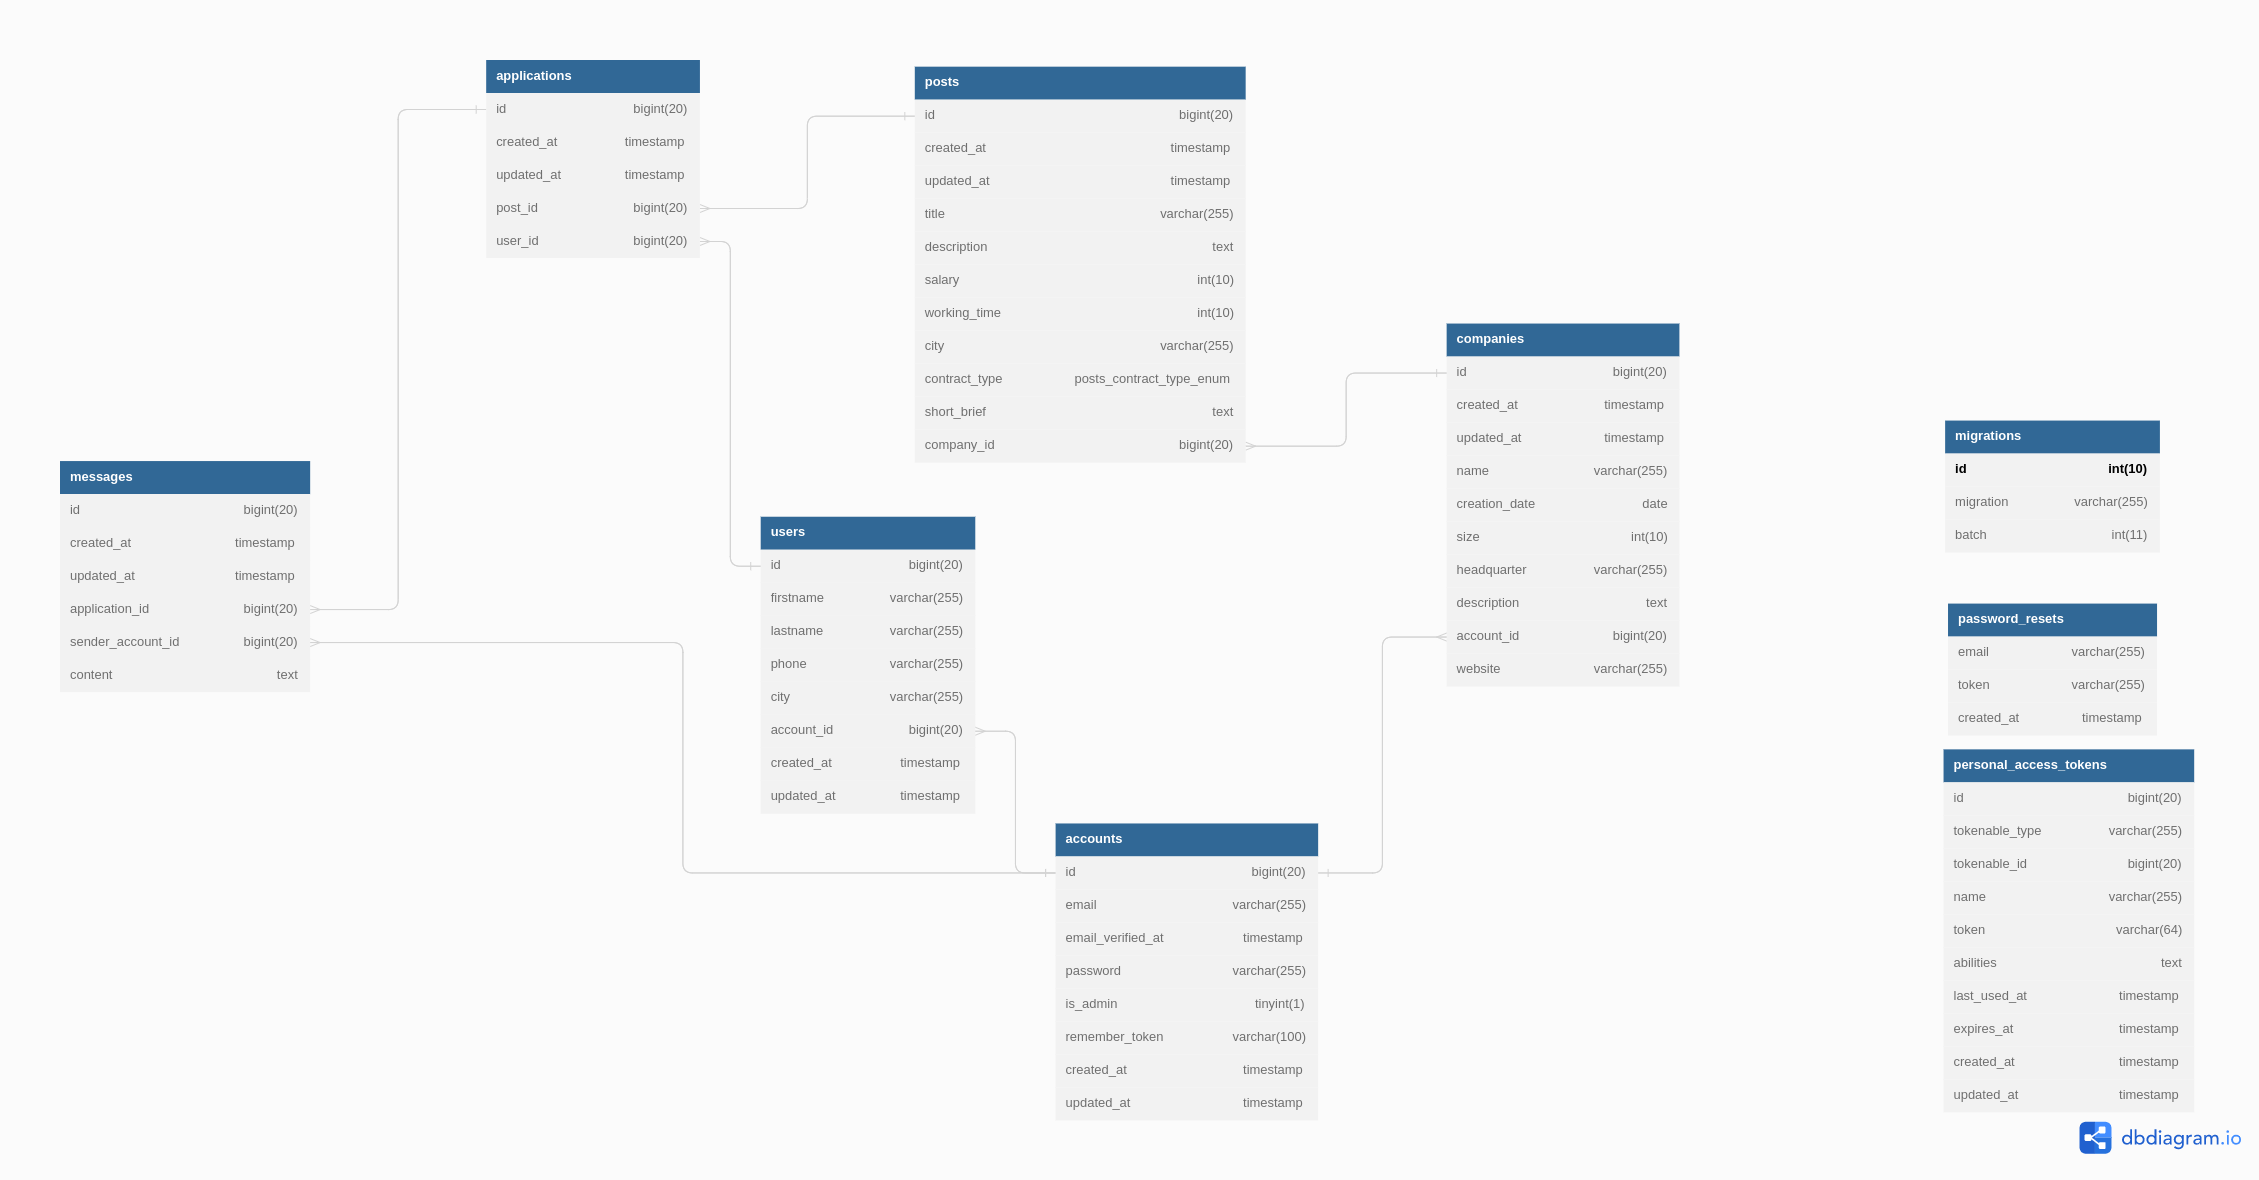 applications
id bigint(20)
created_at timestamp
updated_at timestamp
post_id bigint(20)
user_id bigint(20)
posts
id bigint(20)
created_at timestamp
updated_at timestamp
title varchar(255)
description text
salary int(10)
working_time int(10)
city varchar(255)
contract_type posts_contract_type_enum
short_brief text
company_id bigint(20)
companies
id bigint(20)
created_at timestamp
updated_at timestamp
name varchar(255)
creation_date date
size int(10)
headquarter varchar(255)
description text
account_id bigint(20)
website varchar(255)
messages
id bigint(20)
created_at timestamp
updated_at timestamp
application_id bigint(20)
sender_account_id bigint(20)
content text
users
id bigint(20)
firstname varchar(255)
lastname varchar(255)
phone varchar(255)
city varchar(255)
account_id bigint(20)
created_at timestamp
updated_at timestamp
accounts
id bigint(20)
email varchar(255)
email_verified_at timestamp
password varchar(255)
is_admin tinyint(1)
remember_token varchar(100)
created_at timestamp
updated_at timestamp
migrations
id int(10)
migration varchar(255)
batch int(11)
password_resets
email varchar(255)
token varchar(255)
created_at timestamp
personal_access_tokens
id bigint(20)
tokenable_type varchar(255)
tokenable_id bigint(20)
name varchar(255)
token varchar(64)
abilities text
last_used_at timestamp
expires_at timestamp
created_at timestamp
updated_at timestamp
dbdiagram.io